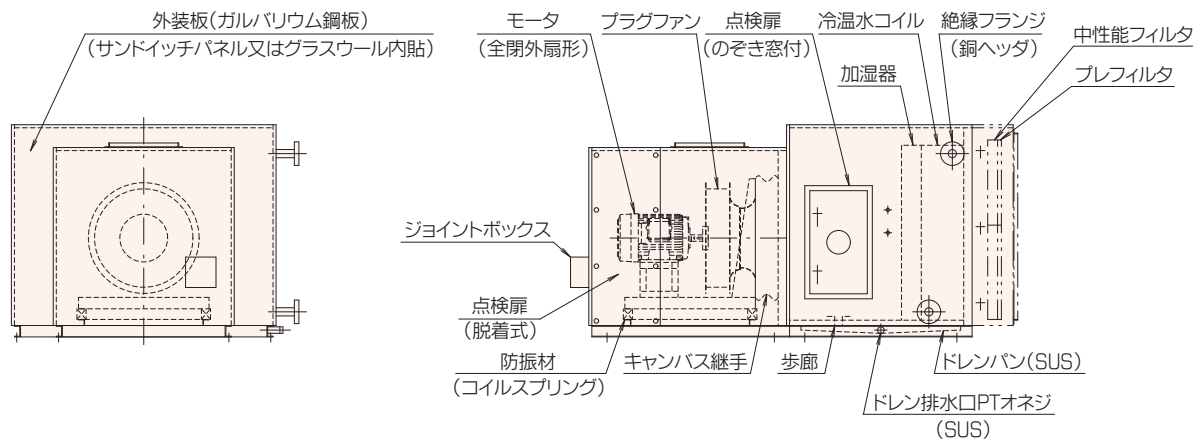 外装板(ガルバリウム鋼板)
(サンドイッチパネル又はグラスウール内貼)
モータ
(全閉外扇形)
プラグファン
点検扉
(のぞき窓付)
冷温水コイル
加湿器
絶縁フランジ
(銅ヘッダ)
中性能フィルタ
プレフィルタ
ジョイントボックス
点検扉
(脱着式)
防振材
(コイルスプリング)
キャンバス継手
歩廊
ドレンパン(SUS)
ドレン排水口PTオネジ
(SUS)